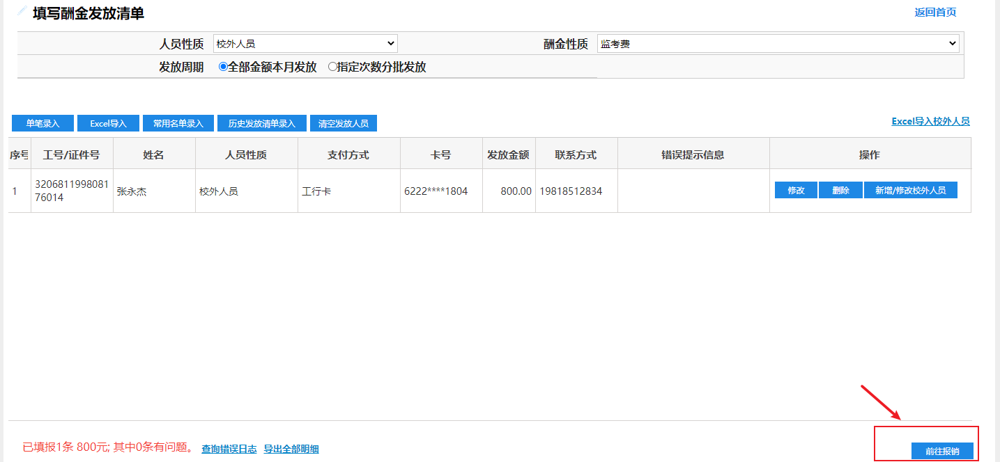 填写酬金发放清单
返回首页
人员性质 校外人员 酬金性质 监考费
发放周期 全部金额本月发放 指定次数分批发放
单笔录入 Excel导入 常用名单录入 历史发放清单录入 清空发放人员 Excel导入校外人员
序号 工号/证件号 姓名 人员性质 支付方式 卡号 发放金额 联系方式 错误提示信息 操作
1 3206811998081
76014 张永杰 校外人员 工行卡 6222****1804 800.00 19818512834 修改 删除 新增/修改校外人员
已填报1条 800元; 其中0条有问题。 查询错误日志 导出全部明细 前往报销